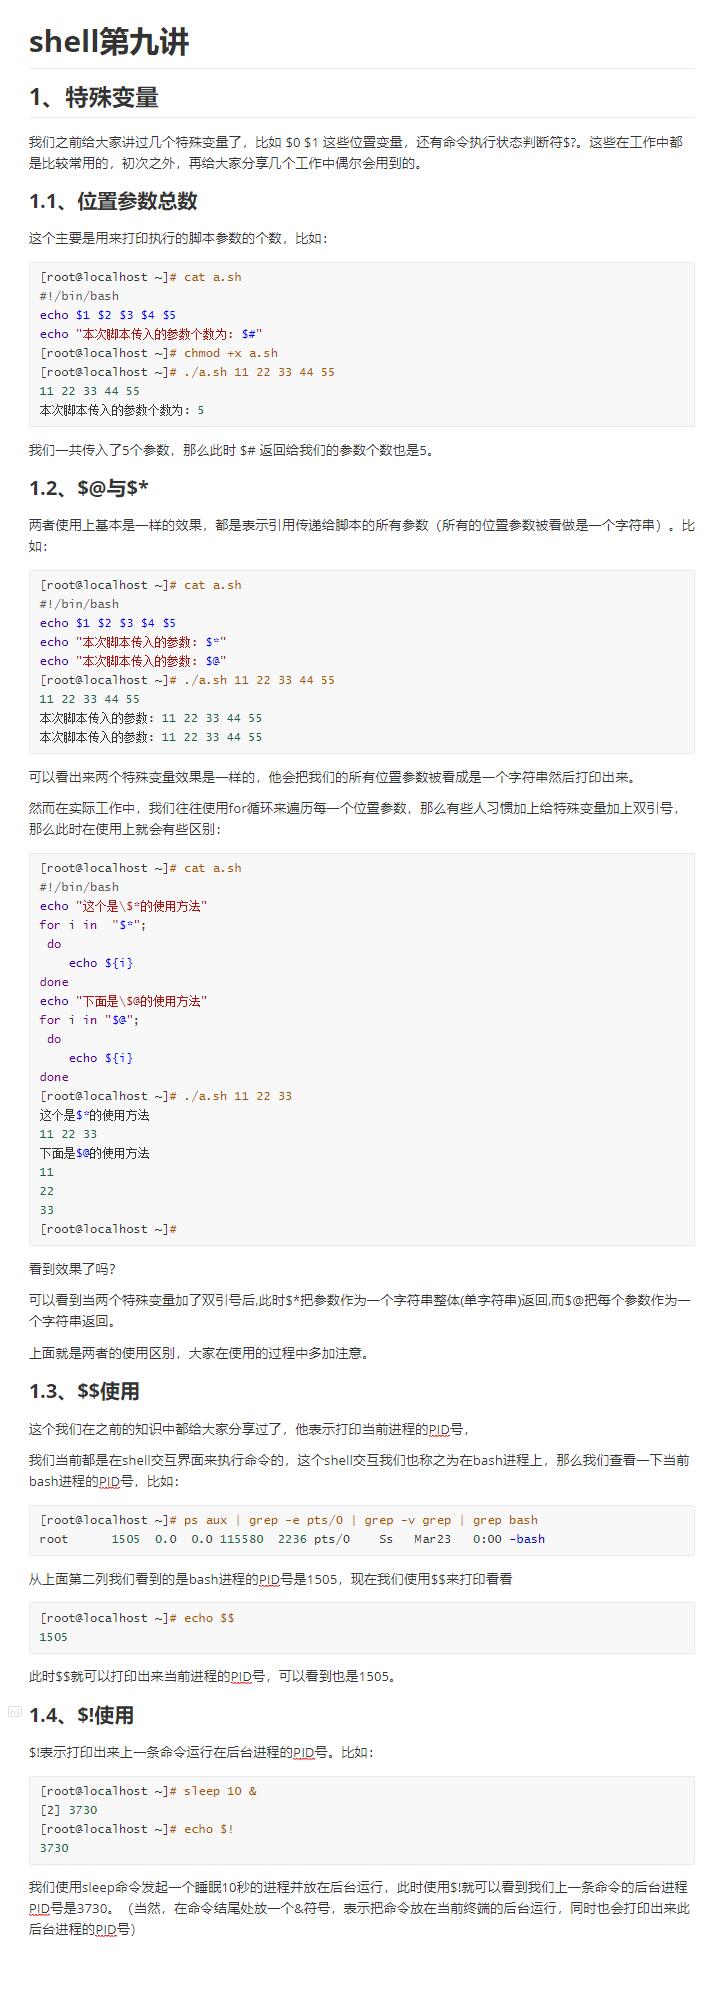 shell第九讲
1、特殊变量
我们之前给大家讲过几个特殊变量了，比如 $0 $1 这些位置变量，还有命令执行状态判断符$?。这些在工作中都
是比较常用的，初次之外，再给大家分享几个工作中偶尔会用到的。
1.1、位置参数总数
这个主要是用来打印执行的脚本参数的个数，比如：
[root@localhost ~]# cat a.sh
#!/bin/bash
echo $1 $2 $3 $4 $5
echo "本次脚本传入的参数个数为: $#"
[root@localhost ~]# chmod +x a.sh
[root@localhost ~]# ./a.sh 11 22 33 44 55
11 22 33 44 55
本次脚本传入的参数个数为: 5
我们一共传入了5个参数，那么此时 $# 返回给我们的参数个数也是5。
1.2、$@与$*
两者使用上基本是一样的效果，都是表示引用传递给脚本的所有参数（所有的位置参数被看做是一个字符串）。比
如：
[root@localhost ~]# cat a.sh
#!/bin/bash
echo $1 $2 $3 $4 $5
echo "本次脚本传入的参数: $*"
echo "本次脚本传入的参数: $@"
[root@localhost ~]# ./a.sh 11 22 33 44 55
11 22 33 44 55
本次脚本传入的参数: 11 22 33 44 55
本次脚本传入的参数: 11 22 33 44 55
可以看出来两个特殊变量效果是一样的，他会把我们的所有位置参数被看成是一个字符串然后打印出来。
然而在实际工作中，我们往往使用for循环来遍历每一个位置参数，那么有些人习惯加上给特殊变量加上双引号，
那么此时在使用上就会有些区别：
[root@localhost ~]# cat a.sh
#!/bin/bash
echo "这个是\$*的使用方法"
for i in  "$*";
 do
    echo ${i}
done
echo "下面是\$@的使用方法"
for i in "$@";
 do
    echo ${i}
done
[root@localhost ~]# ./a.sh 11 22 33
这个是$*的使用方法
11 22 33
下面是$@的使用方法
11
22
33
[root@localhost ~]#
看到效果了吗？
可以看到当两个特殊变量加了双引号后,此时$*把参数作为一个字符串整体(单字符串)返回,而$@把每个参数作为一
个字符串返回。
上面就是两者的使用区别，大家在使用的过程中多加注意。
1.3、$$使用
这个我们在之前的知识中都给大家分享过了，他表示打印当前进程的PID号，
我们当前都是在shell交互界面来执行命令的，这个shell交互我们也称之为在bash进程上，那么我们查看一下当前
bash进程的PID号，比如：
[root@localhost ~]# ps aux | grep -e pts/0 | grep -v grep | grep bash
root      1505  0.0  0.0 115580  2236 pts/0    Ss   Mar23   0:00 -bash
从上面第二列我们看到的是bash进程的PID号是1505，现在我们使用$$来打印看看
[root@localhost ~]# echo $$
1505
此时$$就可以打印出来当前进程的PID号，可以看到也是1505。
h3
1.4、$!使用
$!表示打印出来上一条命令运行在后台进程的PID号。比如：
[root@localhost ~]# sleep 10 &
[2] 3730
[root@localhost ~]# echo $!
3730
我们使用sleep命令发起一个睡眠10秒的进程并放在后台运行，此时使用$!就可以看到我们上一条命令的后台进程
PID号是3730。（当然，在命令结尾处放一个&符号，表示把命令放在当前终端的后台运行，同时也会打印出来此
后台进程的PID号）